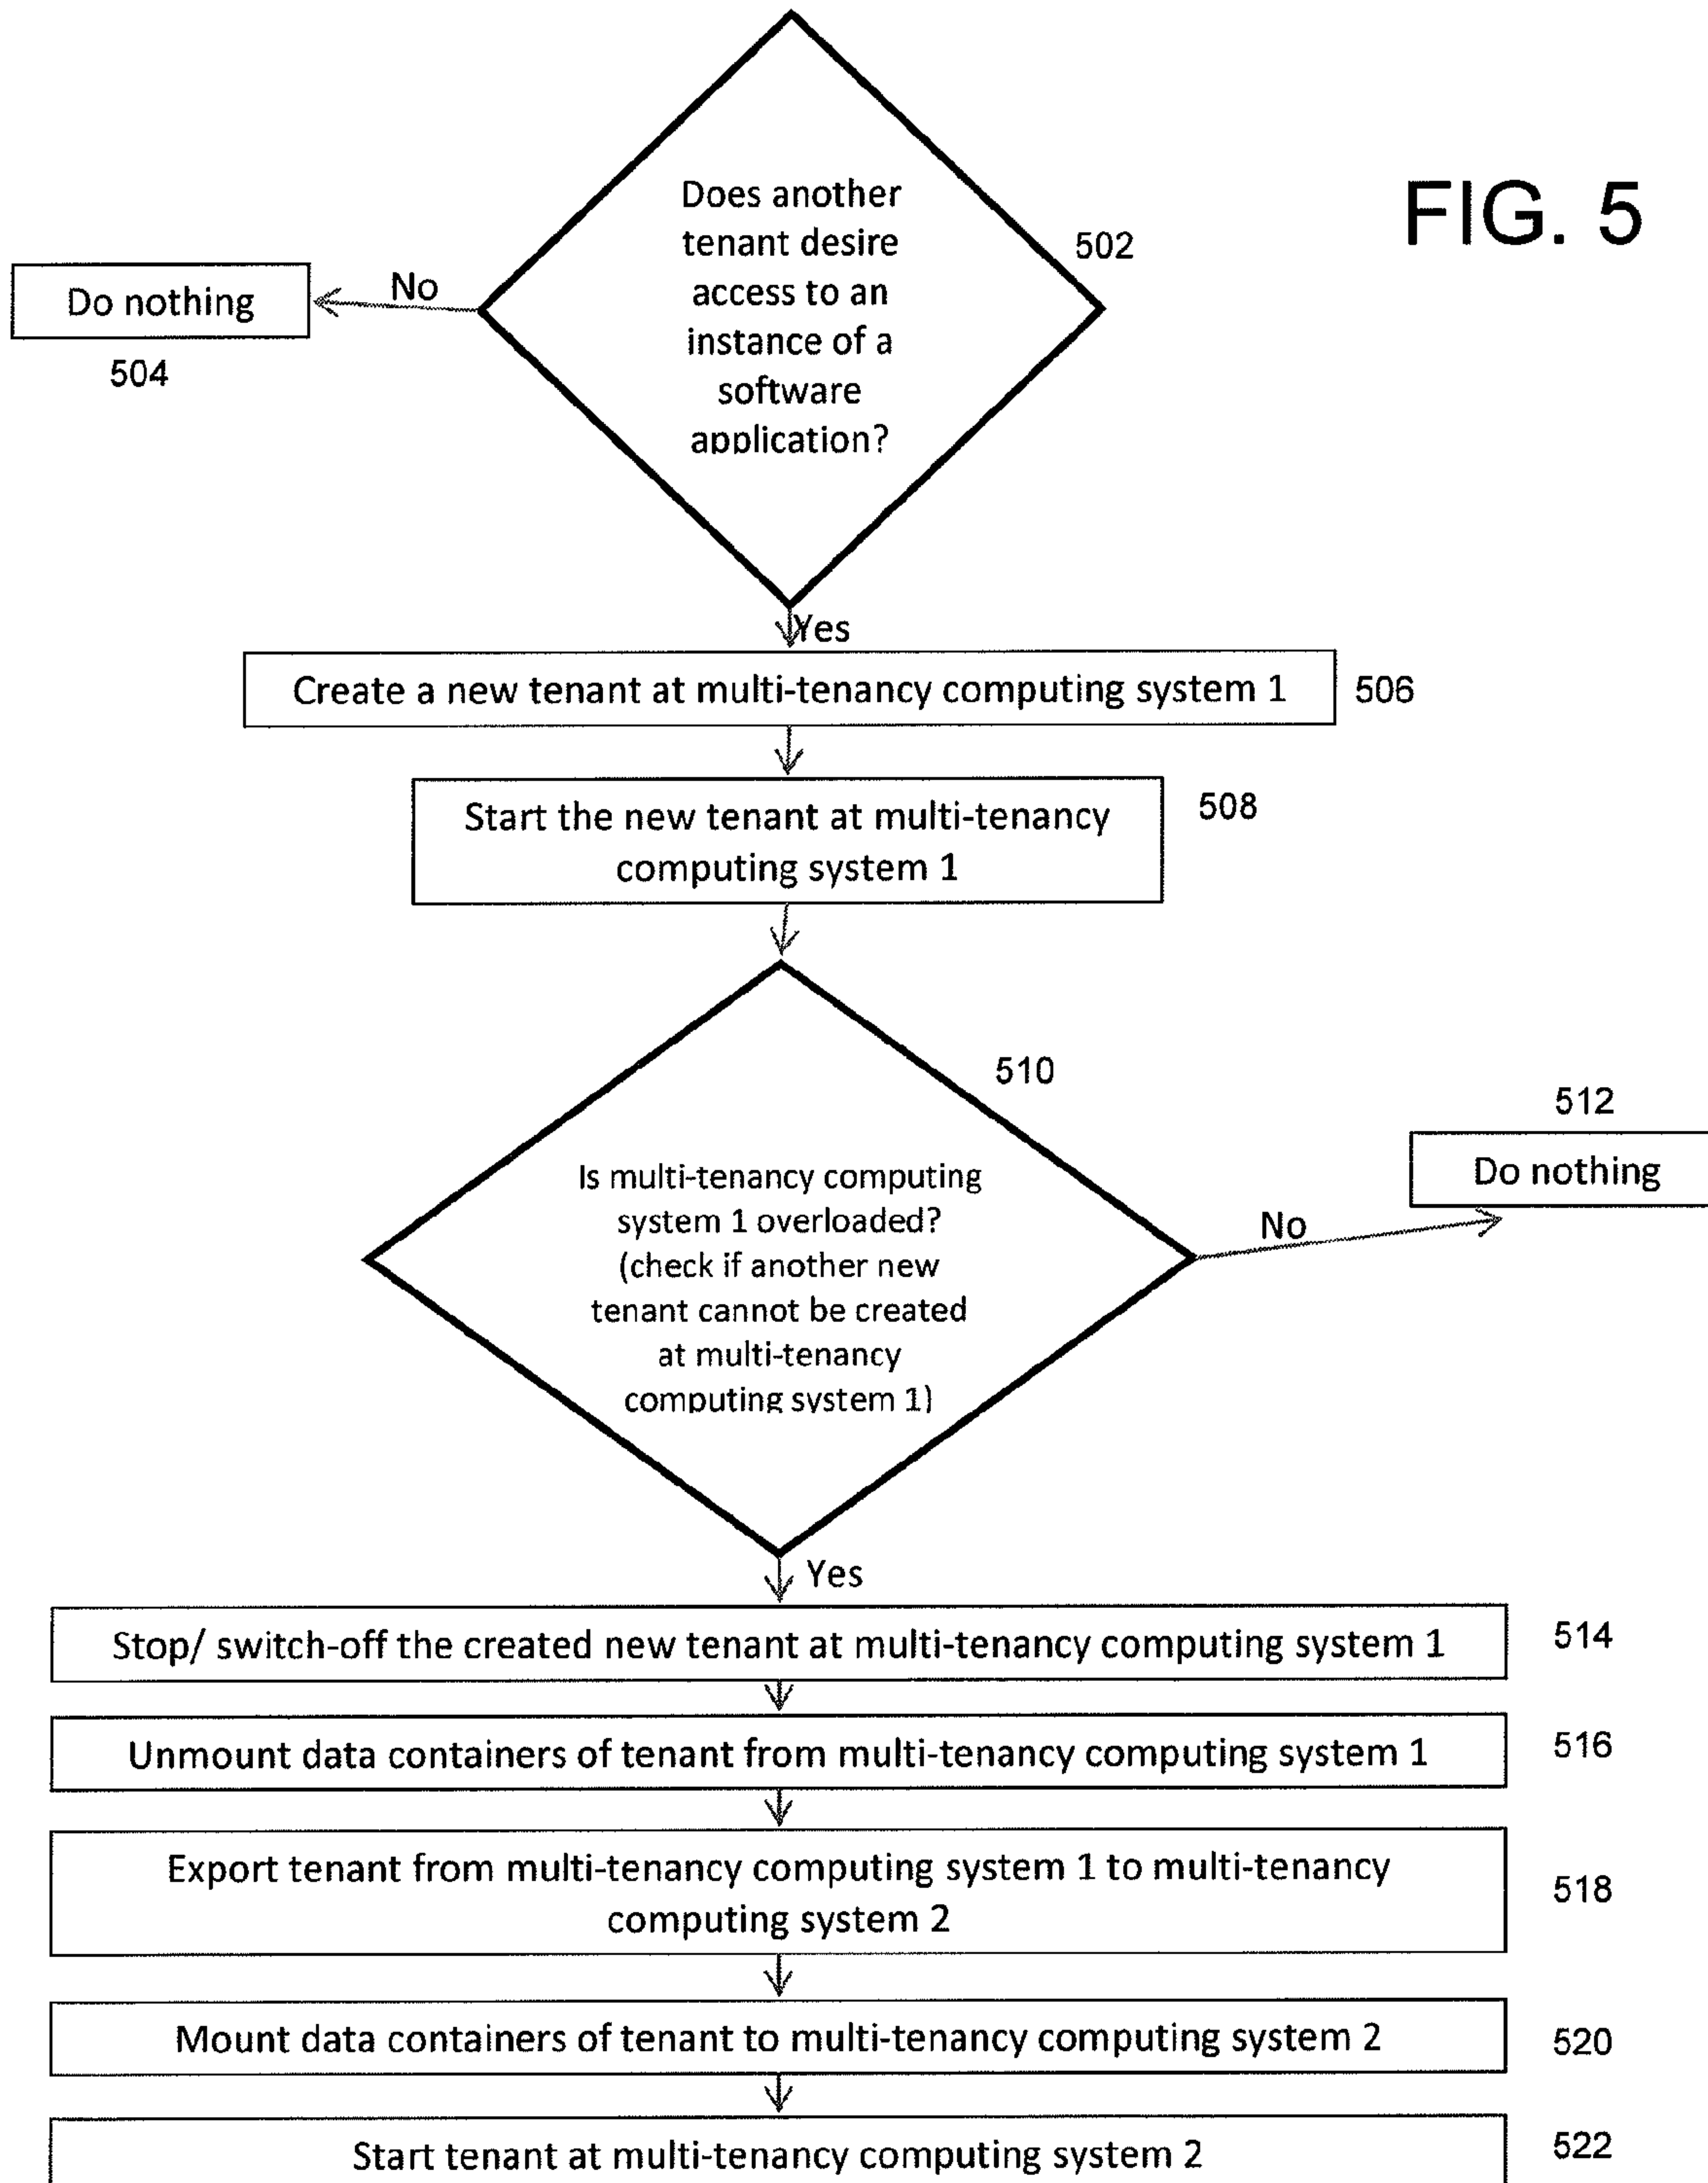 FIG. 5
Does another
tenant desire
access to an
instance of a
software
application?
502
No
Do nothing
504
Yes
Create a new tenant at multi-tenancy computing system 1
506
Start the new tenant at multi-tenancy
computing system 1
508
510
Is multi-tenancy computing
system 1 overloaded?
(check if another new
tenant cannot be created
at multi-tenancy
computing system 1)
No
512
Do nothing
Yes
Stop/ switch-off the created new tenant at multi-tenancy computing system 1
514
Unmount data containers of tenant from multi-tenancy computing system 1
516
Export tenant from multi-tenancy computing system 1 to multi-tenancy
computing system 2
518
Mount data containers of tenant to multi-tenancy computing system 2
520
Start tenant at multi-tenancy computing system 2
522